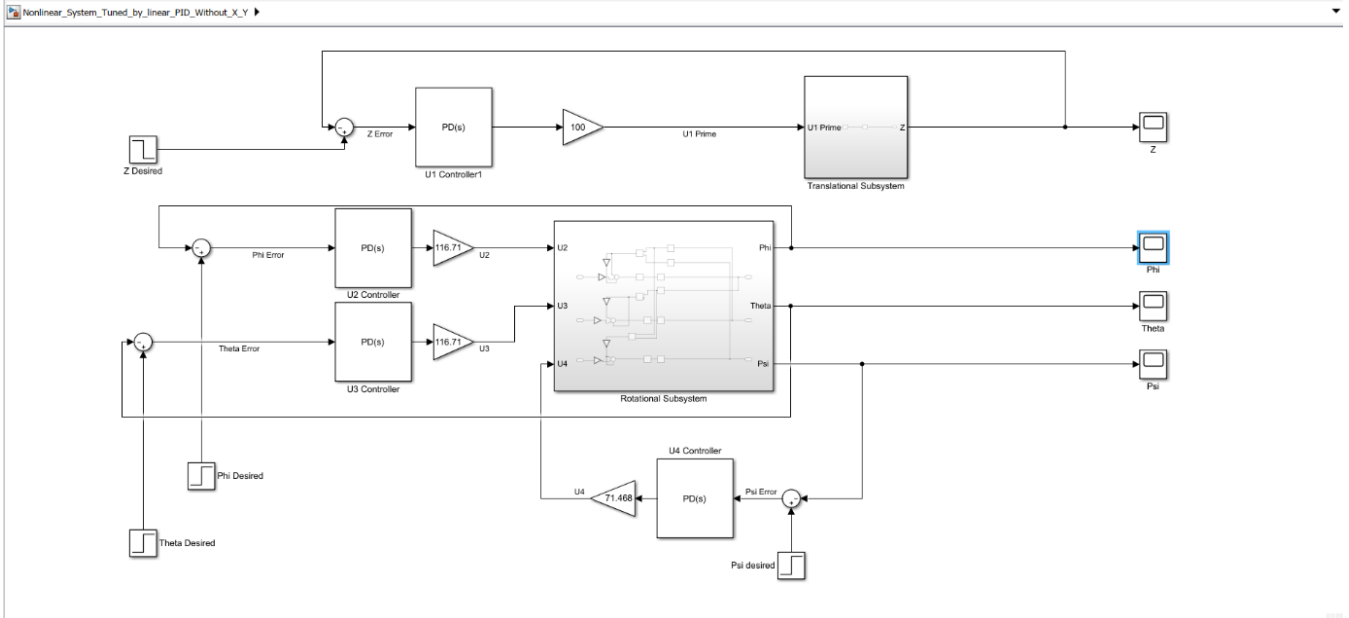 Nonlinear_System_Tuned_by_linear_PID_Without_X_Y
Z Desired
Z Error
PD(s)
U1 Controller1
100
U1 Prime
U1 Prime
Z
Translational Subsystem
Z
Phi Error
PD(s)
U2 Controller
116.71
U2
Theta Error
PD(s)
U3 Controller
116.71
U3
U2
U3
U4
Phi
Theta
Psi
Rotational Subsystem
Phi
Theta
Psi
Phi Desired
Theta Desired
U4 Controller
U4
71.468
PD(s)
Psi Error
Psi desired